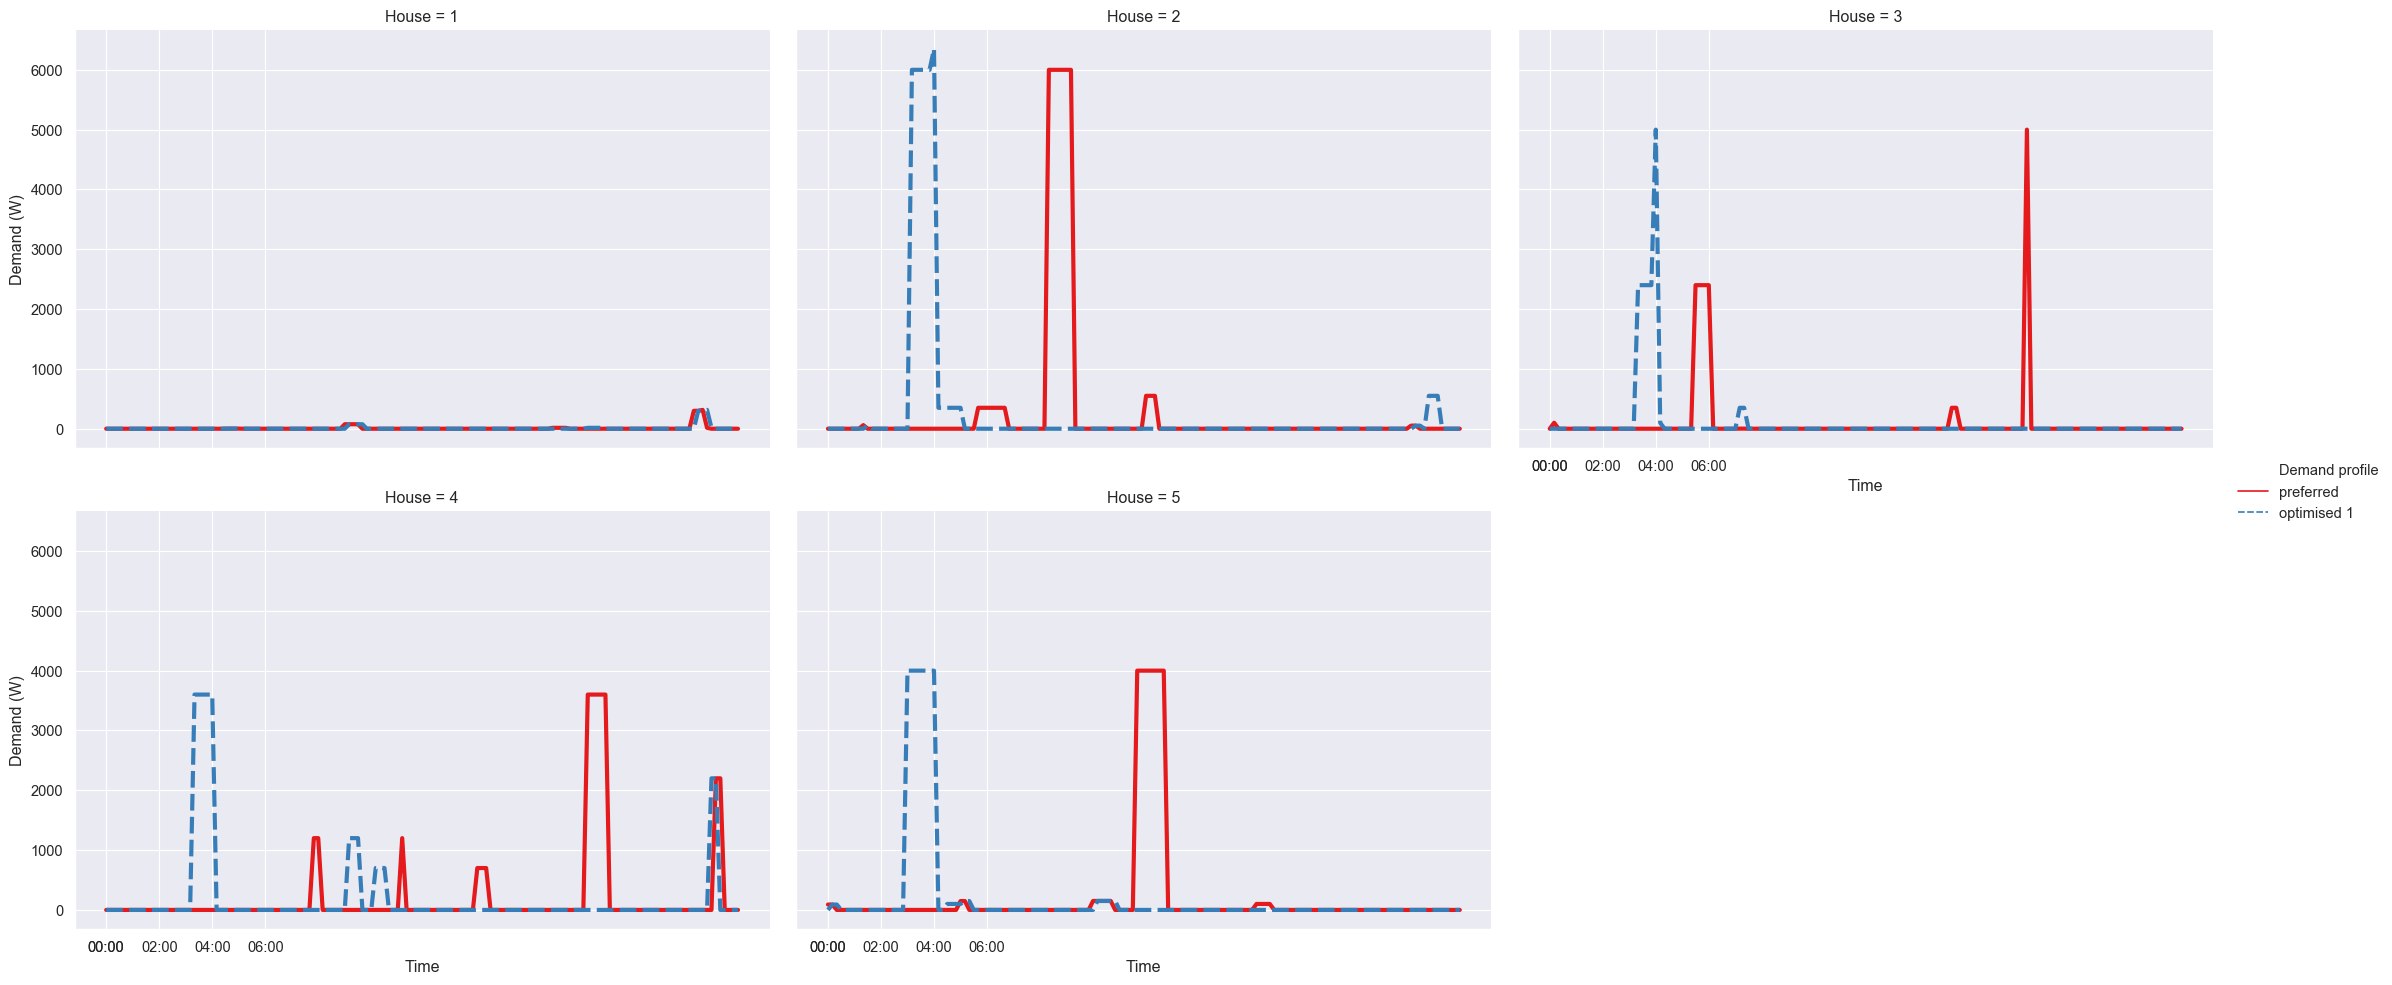 House = 1
House = 2
House = 3
6000
5000
4000
3000
2000
1000
0
Demand (W)
00:00 02:00 04:00 06:00
Time
Demand profile
preferred
optimised 1
House = 4
House = 5
6000
5000
4000
3000
2000
1000
0
Demand (W)
00:00 02:00 04:00 06:00
Time
00:00 02:00 04:00 06:00
Time